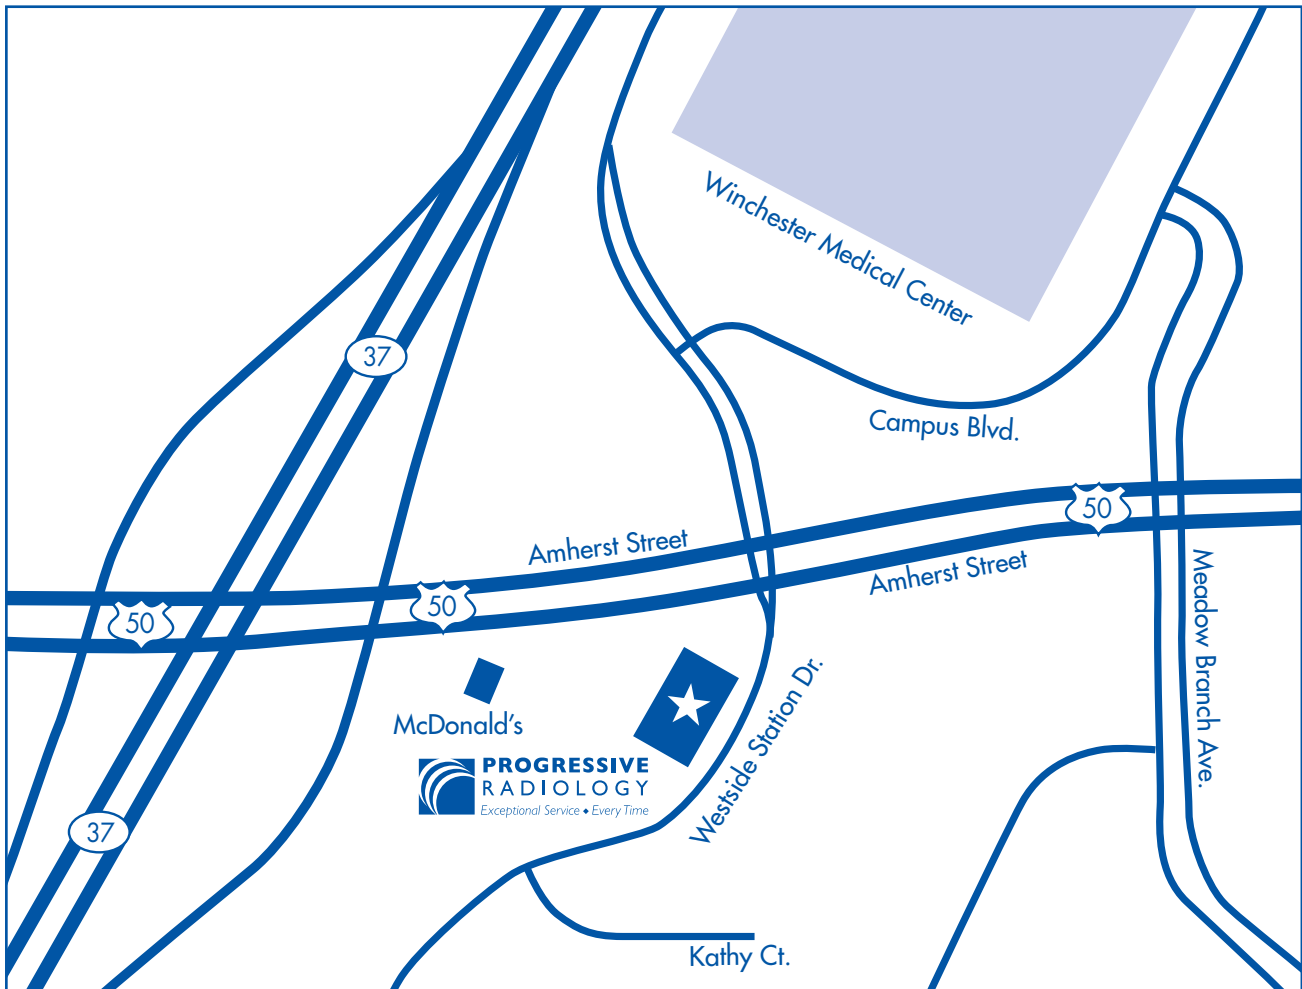 Winchester Medical Center
37
Campus Blvd.
50
Amherst Street
Amherst Street
50
50
Meadow Branch Ave.
Westside Station Dr.
McDonald's
PROGRESSIVE
RADIOLOGY
Exceptional Service ♦ Every Time
37
Kathy Ct.